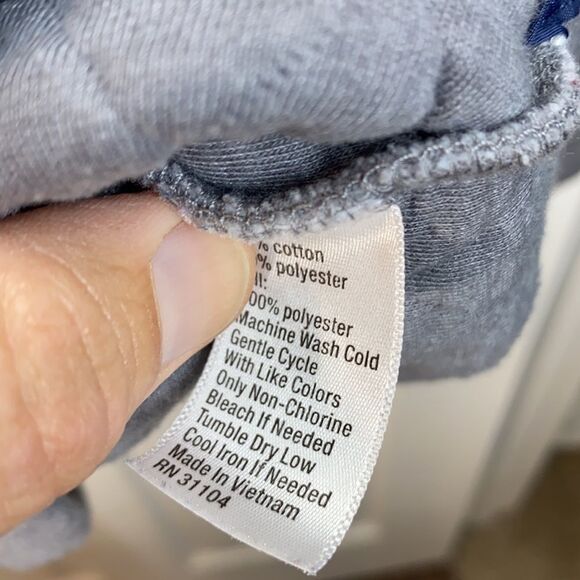 % cotton
% polyester
00% polyester
Machine Wash Cold
Gentle Cycle
With Like Colors
Only Non-Chlorine
Bleach If Needed
Tumble Dry Low
Cool Iron If Needed
Made in Vietnam
RN 31104